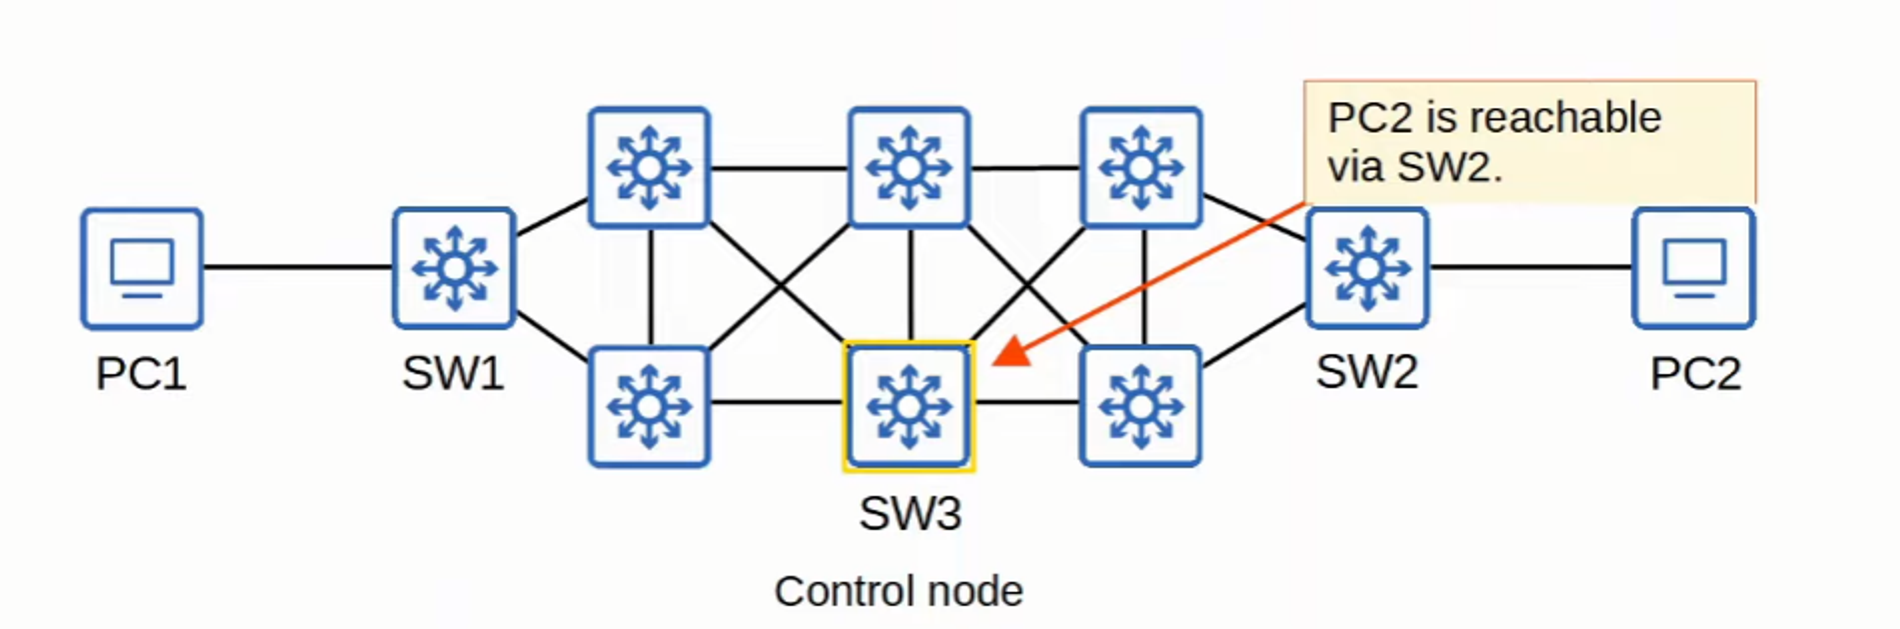 PC2 is reachable
via SW2.
PC1
SW1
SW2
PC2
SW3
Control node